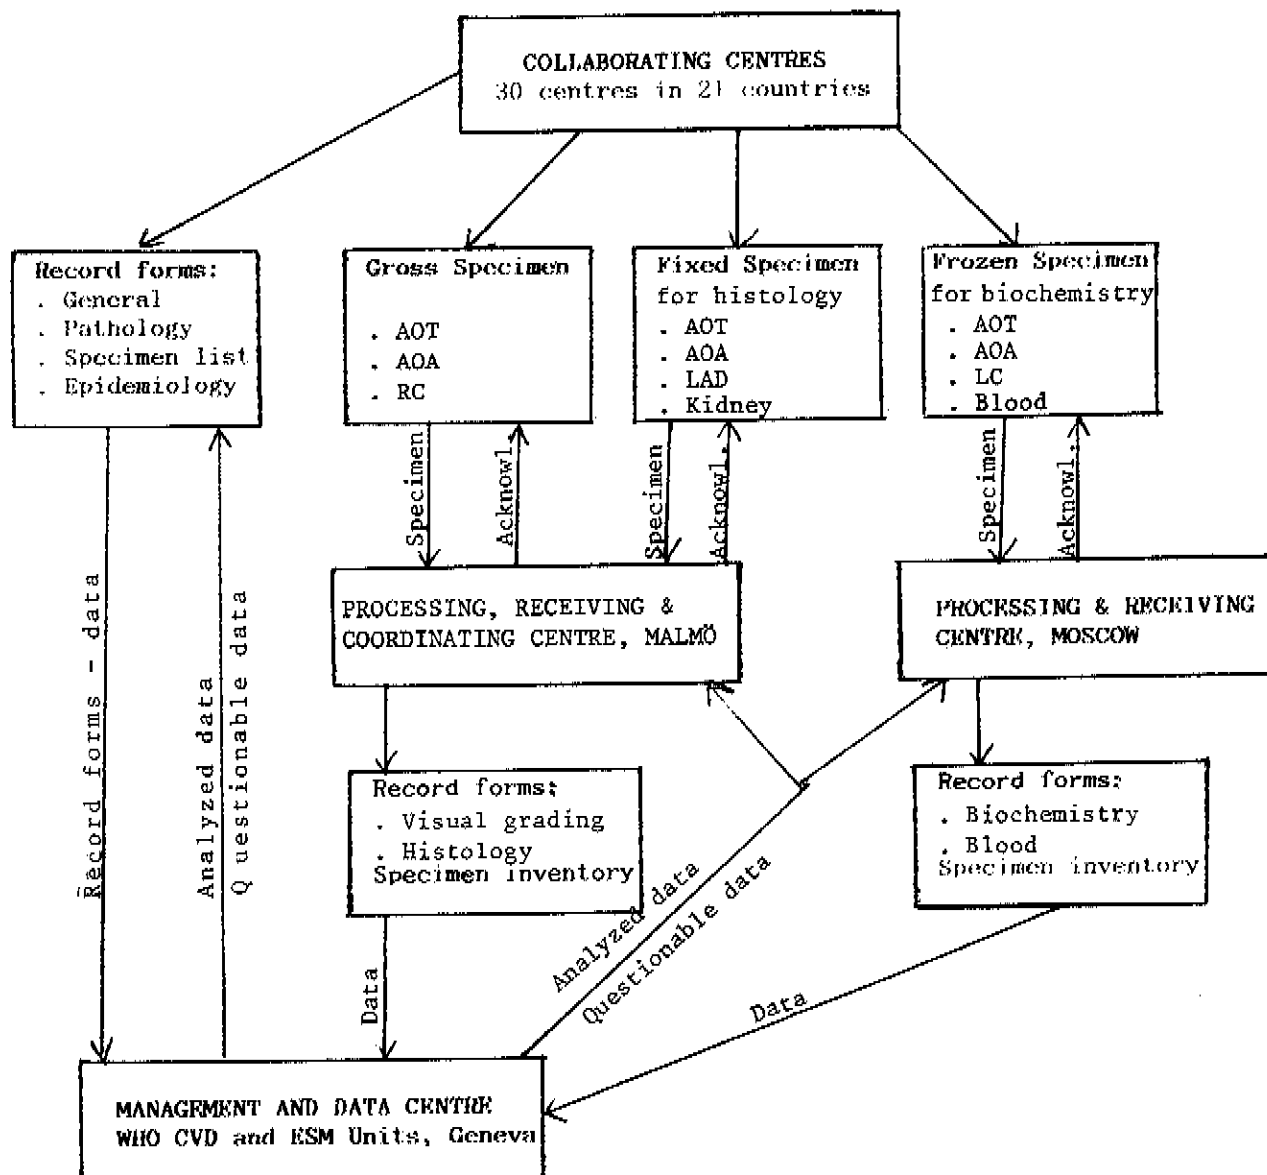 COLLABORATING CENTRES
30 centres in 21 countries
Record forms:
. General
. Pathology
. Specimen list
. Epidemiology
Gross Specimen
. AOT
. AOA
. RC
Fixed Specimen
for histology
. AOT
. AOA
. LAD
. Kidney
Frozen Specimen
for biochemistry
. AOT
. AOA
. LC
. Blood
Specimen
Acknowl.
Specimen
Acknowl.
Specimen
Acknowl.
Record forms - data
Analyzed data
Questionable data
PROCESSING, RECEIVING &
COORDINATING CENTRE, MALMÖ
PROCESSING & RECEIVING
CENTRE, MOSCOW
Record forms:
. Visual grading
. Histology
Specimen inventory
Record forms:
. Biochemistry
. Blood
Specimen inventory
Data
Analyzed data
Questionable data
Data
MANAGEMENT AND DATA CENTRE
WHO CVD and ESM Units, Geneva